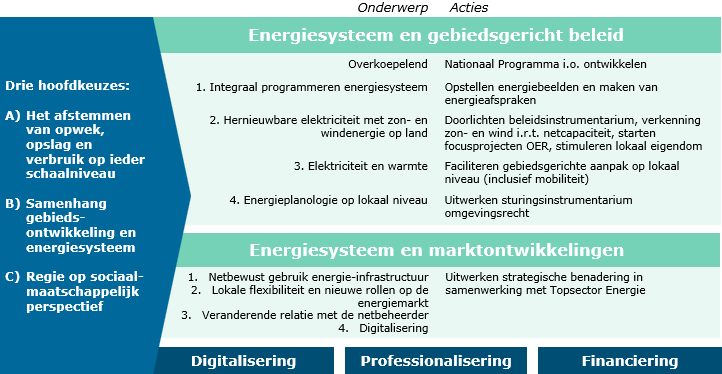 Onderwerp Acties
Drie hoofdkeuzes:
A) Het afstemmen
van opwek,
opslag en
verbruik op ieder
schaalniveau
B) Samenhang
gebieds-
ontwikkeling en
energiesysteem
C) Regie op sociaal-
maatschappelijk
perspectief
Energiesysteem en gebiedsgericht beleid
Overkoepelend Nationaal Programma i.o. ontwikkelen
1. Integraal programmeren energiesysteem Opstellen energiebeelden en maken van
energieafspraken
2. Hernieuwbare elektriciteit met zon- en Doorlichten beleidsinstrumentarium, verkenning
windenergie op land zon- en wind i.r.t. netcapaciteit, starten
focusprojecten OER, stimuleren lokaal eigendom
3. Elektriciteit en warmte Faciliteren gebiedsgerichte aanpak op lokaal
niveau (inclusief mobiliteit)
4. Energieplanologie op lokaal niveau Uitwerken sturingsinstrumentarium
omgevingsrecht
Energiesysteem en marktontwikkelingen
1. Netbewust gebruik energie-infrastructuur Uitwerken strategische benadering in
2. Lokale flexibiliteit en nieuwe rollen op de samenwerking met Topsector Energie
energiemarkt
3. Veranderende relatie met de netbeheerder
4. Digitalisering
Digitalisering Professionalisering Financiering